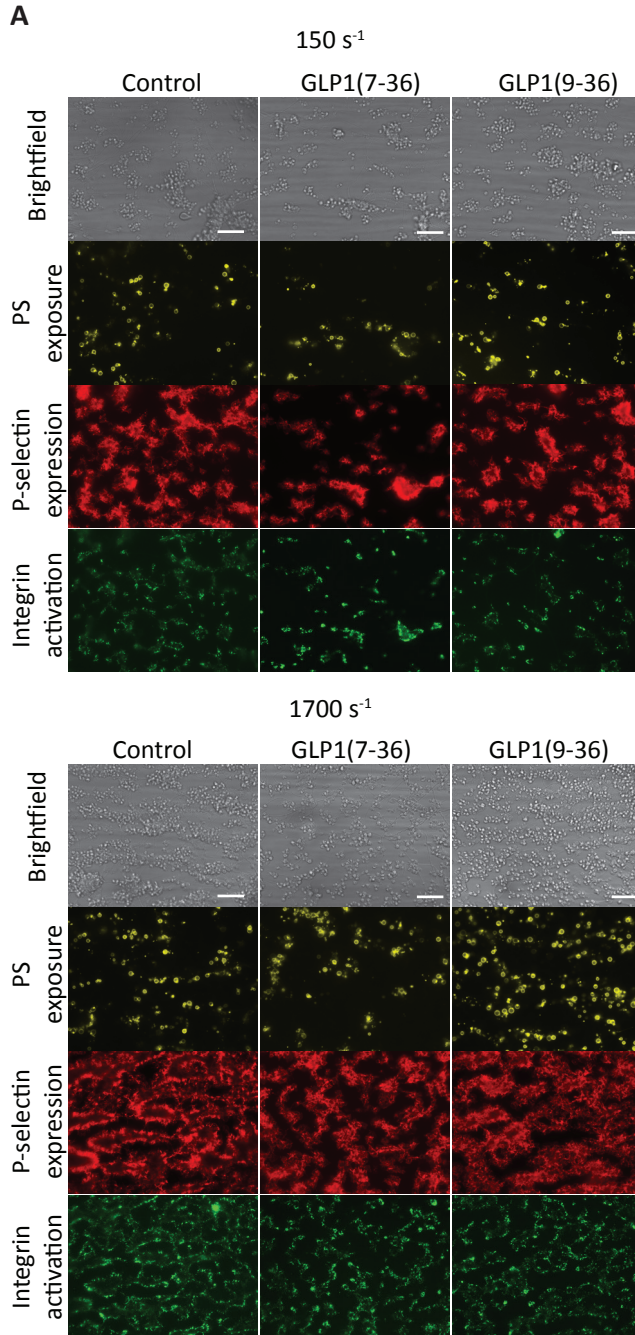 A
150 s⁻¹
Control GLP1(7-36) GLP1(9-36)
Brightfield
PS
exposure
P-selectin
expression
Integrin
activation
1700 s⁻¹
Control GLP1(7-36) GLP1(9-36)
Brightfield
PS
exposure
P-selectin
expression
Integrin
activation